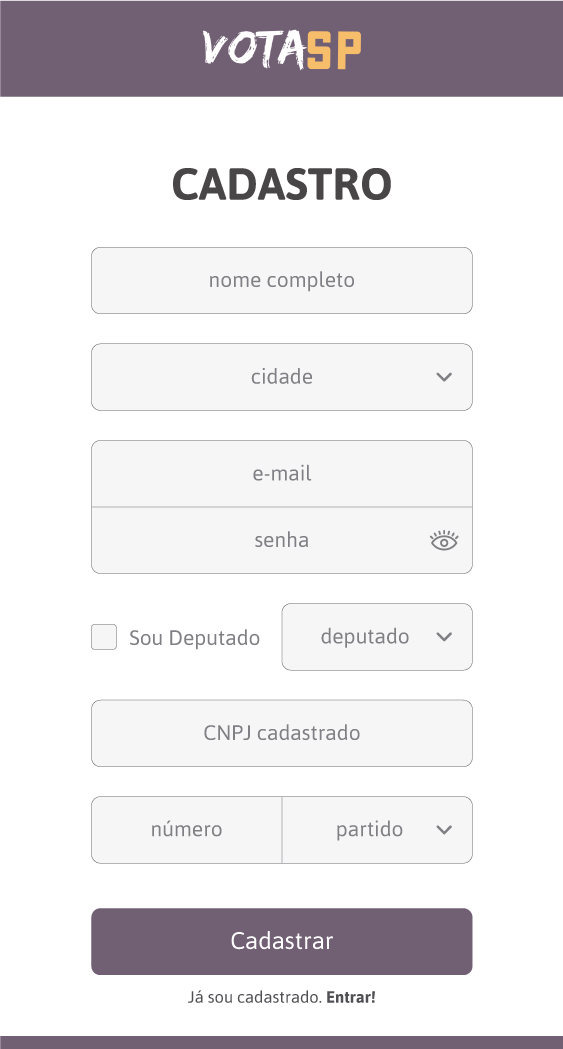 VOTASP
CADASTRO
nome completo
cidade
e-mail
senha
Sou Deputado
deputado
CNPJ cadastrado
número
partido
Cadastrar
Já sou cadastrado. Entrar!